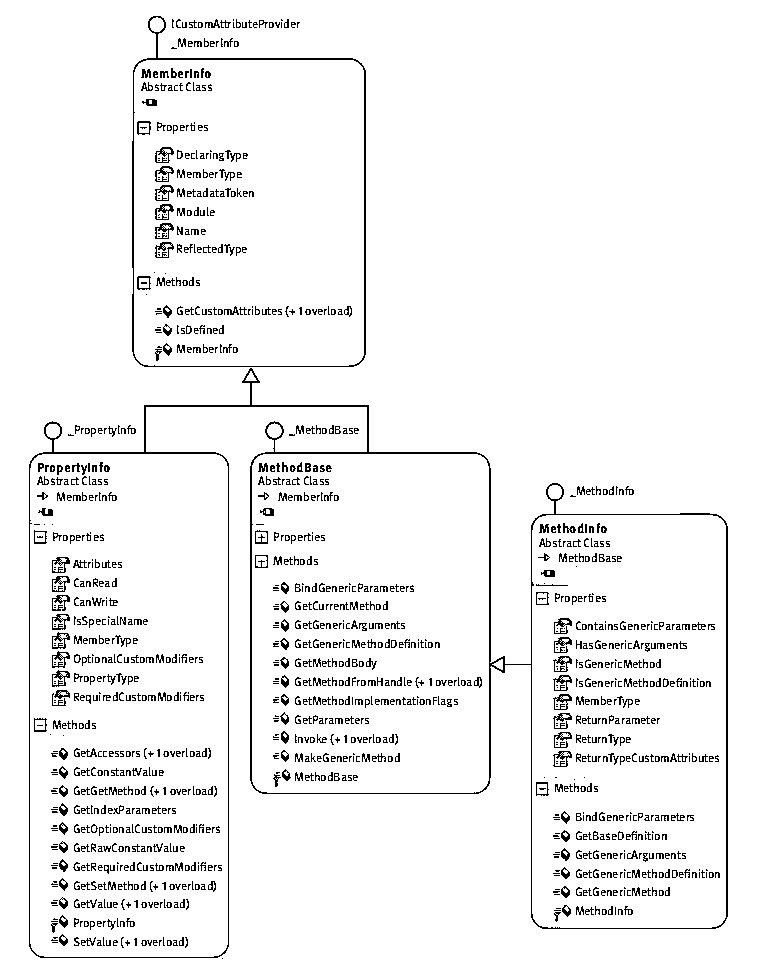 ICustomAttributeProvider
_MemberInfo
MemberInfo
Abstract Class
Properties
DeclaringType
MemberType
MetadataToken
Module
Name
ReflectedType
Methods
GetCustomAttributes (+ 1 overload)
IsDefined
MemberInfo
_PropertyInfo
PropertyInfo
Abstract Class
MemberInfo
Properties
Attributes
CanRead
CanWrite
IsSpecialName
MemberType
OptionalCustomModifiers
PropertyType
RequiredCustomModifiers
Methods
GetAccessors (+ 1 overload)
GetConstantValue
GetGetMethod (+ 1 overload)
GetIndexParameters
GetOptionalCustomModifiers
GetRawConstantValue
GetRequiredCustomModifiers
GetSetMethod (+ 1 overload)
GetValue (+ 1 overload)
PropertyInfo
SetValue (+ 1 overload)
_MethodBase
MethodBase
Abstract Class
MemberInfo
Properties
Methods
BindGenericParameters
GetCurrentMethod
GetGenericArguments
GetGenericMethodDefinition
GetMethodBody
GetMethodFromHandle (+ 1 overload)
GetMethodImplementationFlags
GetParameters
Invoke (+ 1 overload)
MakeGenericMethod
MethodBase
_MethodInfo
MethodInfo
Abstract Class
MethodBase
Properties
ContainsGenericParameters
HasGenericArguments
IsGenericMethod
IsGenericMethodDefinition
MemberType
ReturnParameter
ReturnType
ReturnTypeCustomAttributes
Methods
BindGenericParameters
GetBaseDefinition
GetGenericArguments
GetGenericMethodDefinition
GetGenericMethod
MethodInfo